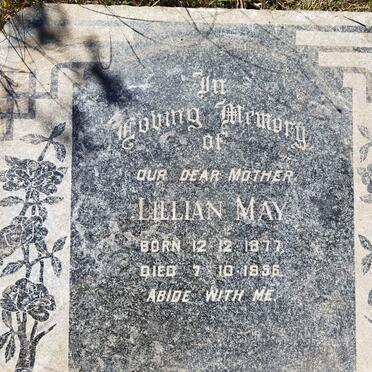 In
Loving Memory
of
OUR DEAR MOTHER
LILLIAN MAY
BORN 12·12·1877
DIED 7·10·1956.
ABIDE WITH ME.